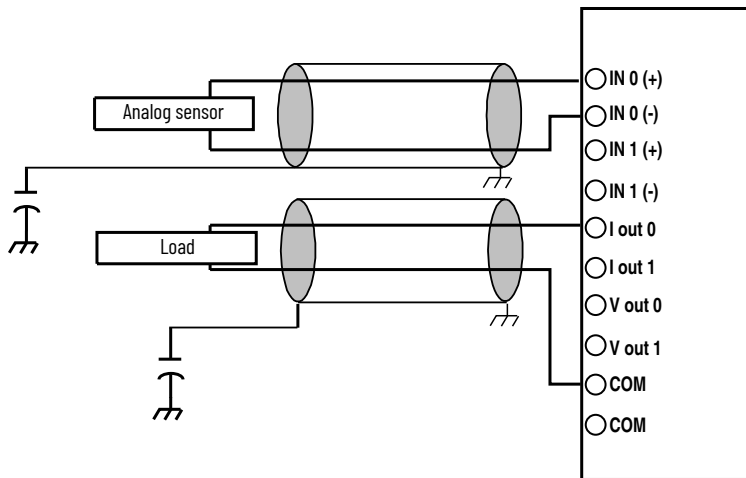 Analog sensor
Load
IN 0 (+)
IN 0 (-)
IN 1 (+)
IN 1 (-)
I out 0
I out 1
V out 0
V out 1
COM
COM